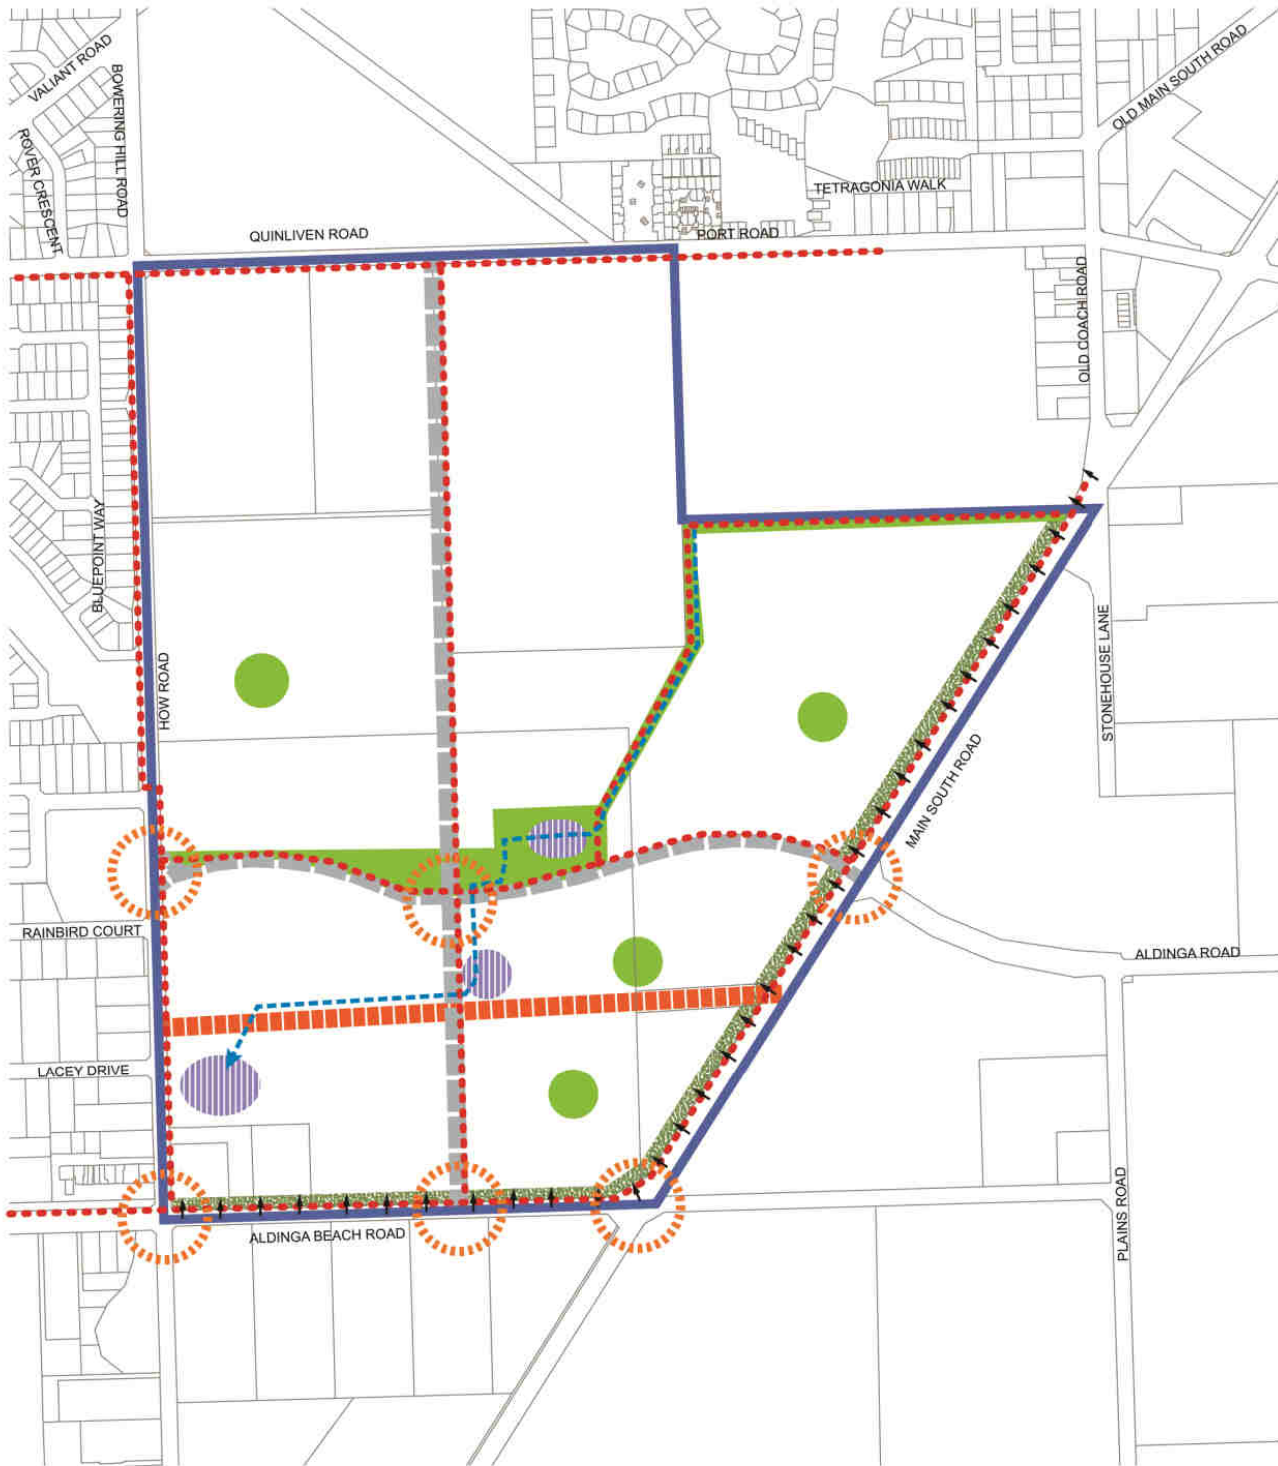 VALIANT ROAD
BOWERING HILL ROAD
ROVER CRESCENT
OLD MAIN SOUTH ROAD
TETRAGONIA WALK
QUINLIVEN ROAD
PORT ROAD
OLD COACH ROAD
BLUEPOINT WAY
HOW ROAD
STONEHOUSE LANE
MAIN SOUTH ROAD
RAINBIRD COURT
ALDINGA ROAD
LACEY DRIVE
PLAINS ROAD
ALDINGA BEACH ROAD